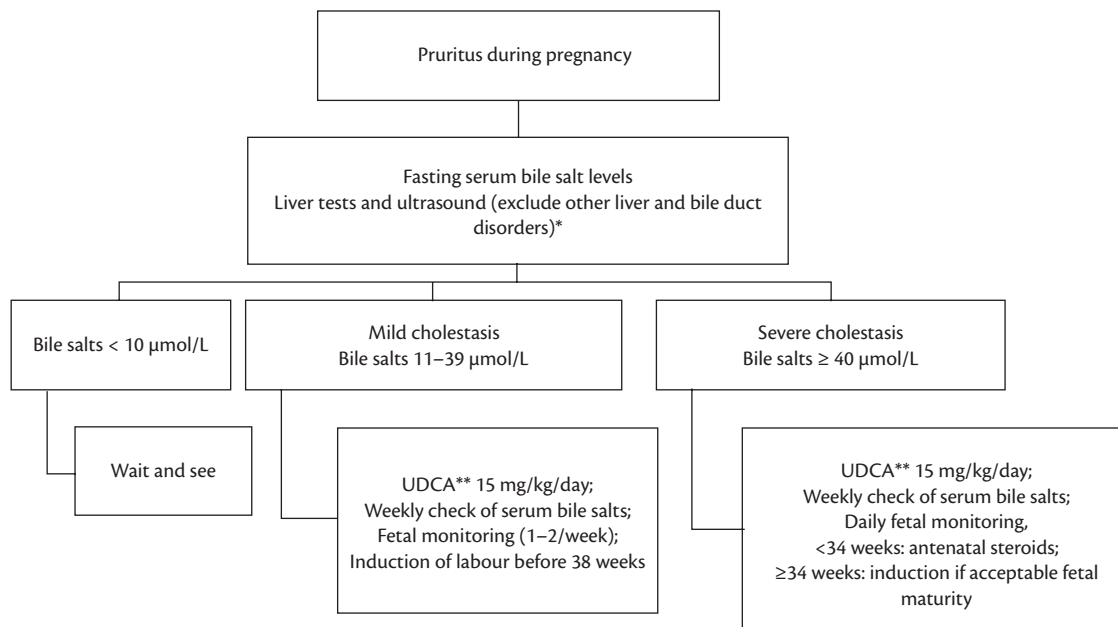 Pruritus during pregnancy
Fasting serum bile salt levels
Liver tests and ultrasound (exclude other liver and bile duct
disorders)*
Bile salts < 10 μmol/L
Mild cholestasis
Bile salts 11–39 μmol/L
Severe cholestasis
Bile salts ≥ 40 μmol/L
Wait and see
UDCA** 15 mg/kg/day;
Weekly check of serum bile salts;
Fetal monitoring (1–2/week);
Induction of labour before 38 weeks
UDCA** 15 mg/kg/day;
Weekly check of serum bile salts;
Daily fetal monitoring,
<34 weeks: antenatal steroids;
≥34 weeks: induction if acceptable fetal
maturity